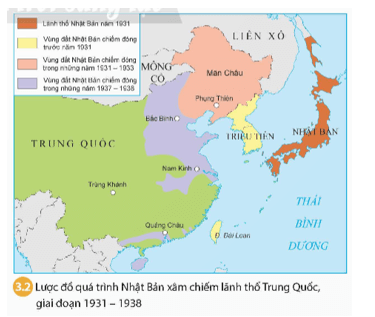 Lãnh thổ Nhật Bản năm 1931
Vùng đất Nhật Bản chiếm đóng
trước năm 1931
Vùng đất Nhật Bản chiếm đóng
trong những năm 1931 - 1933
Vùng đất Nhật Bản chiếm đóng
trong những năm 1937 - 1938
LIÊN XÔ
MÔNG
CỔ
Mãn Châu
Phụng Thiên
Bắc Bình
TRIỀU TIÊN
NHẬT BẢN
TRUNG QUỐC
Nam Kinh
Trùng Khánh
Quảng Châu
Đài Loan
THÁI
BÌNH
DƯƠNG
3.2 Lược đồ quá trình Nhật Bản xâm chiếm lãnh thổ Trung Quốc,
giai đoạn 1931 – 1938